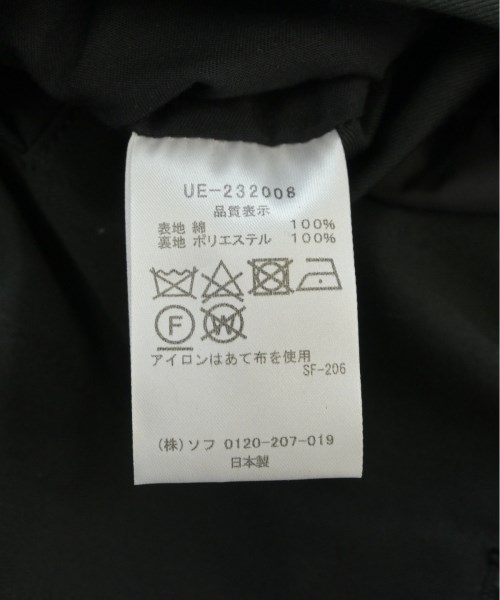 UE-232008
品質表示
表地 綿 100%
裏地 ポリエステル 100%
F W
アイロンはあて布を使用
SF-206
(株)ソフ 0120-207-019
日本製